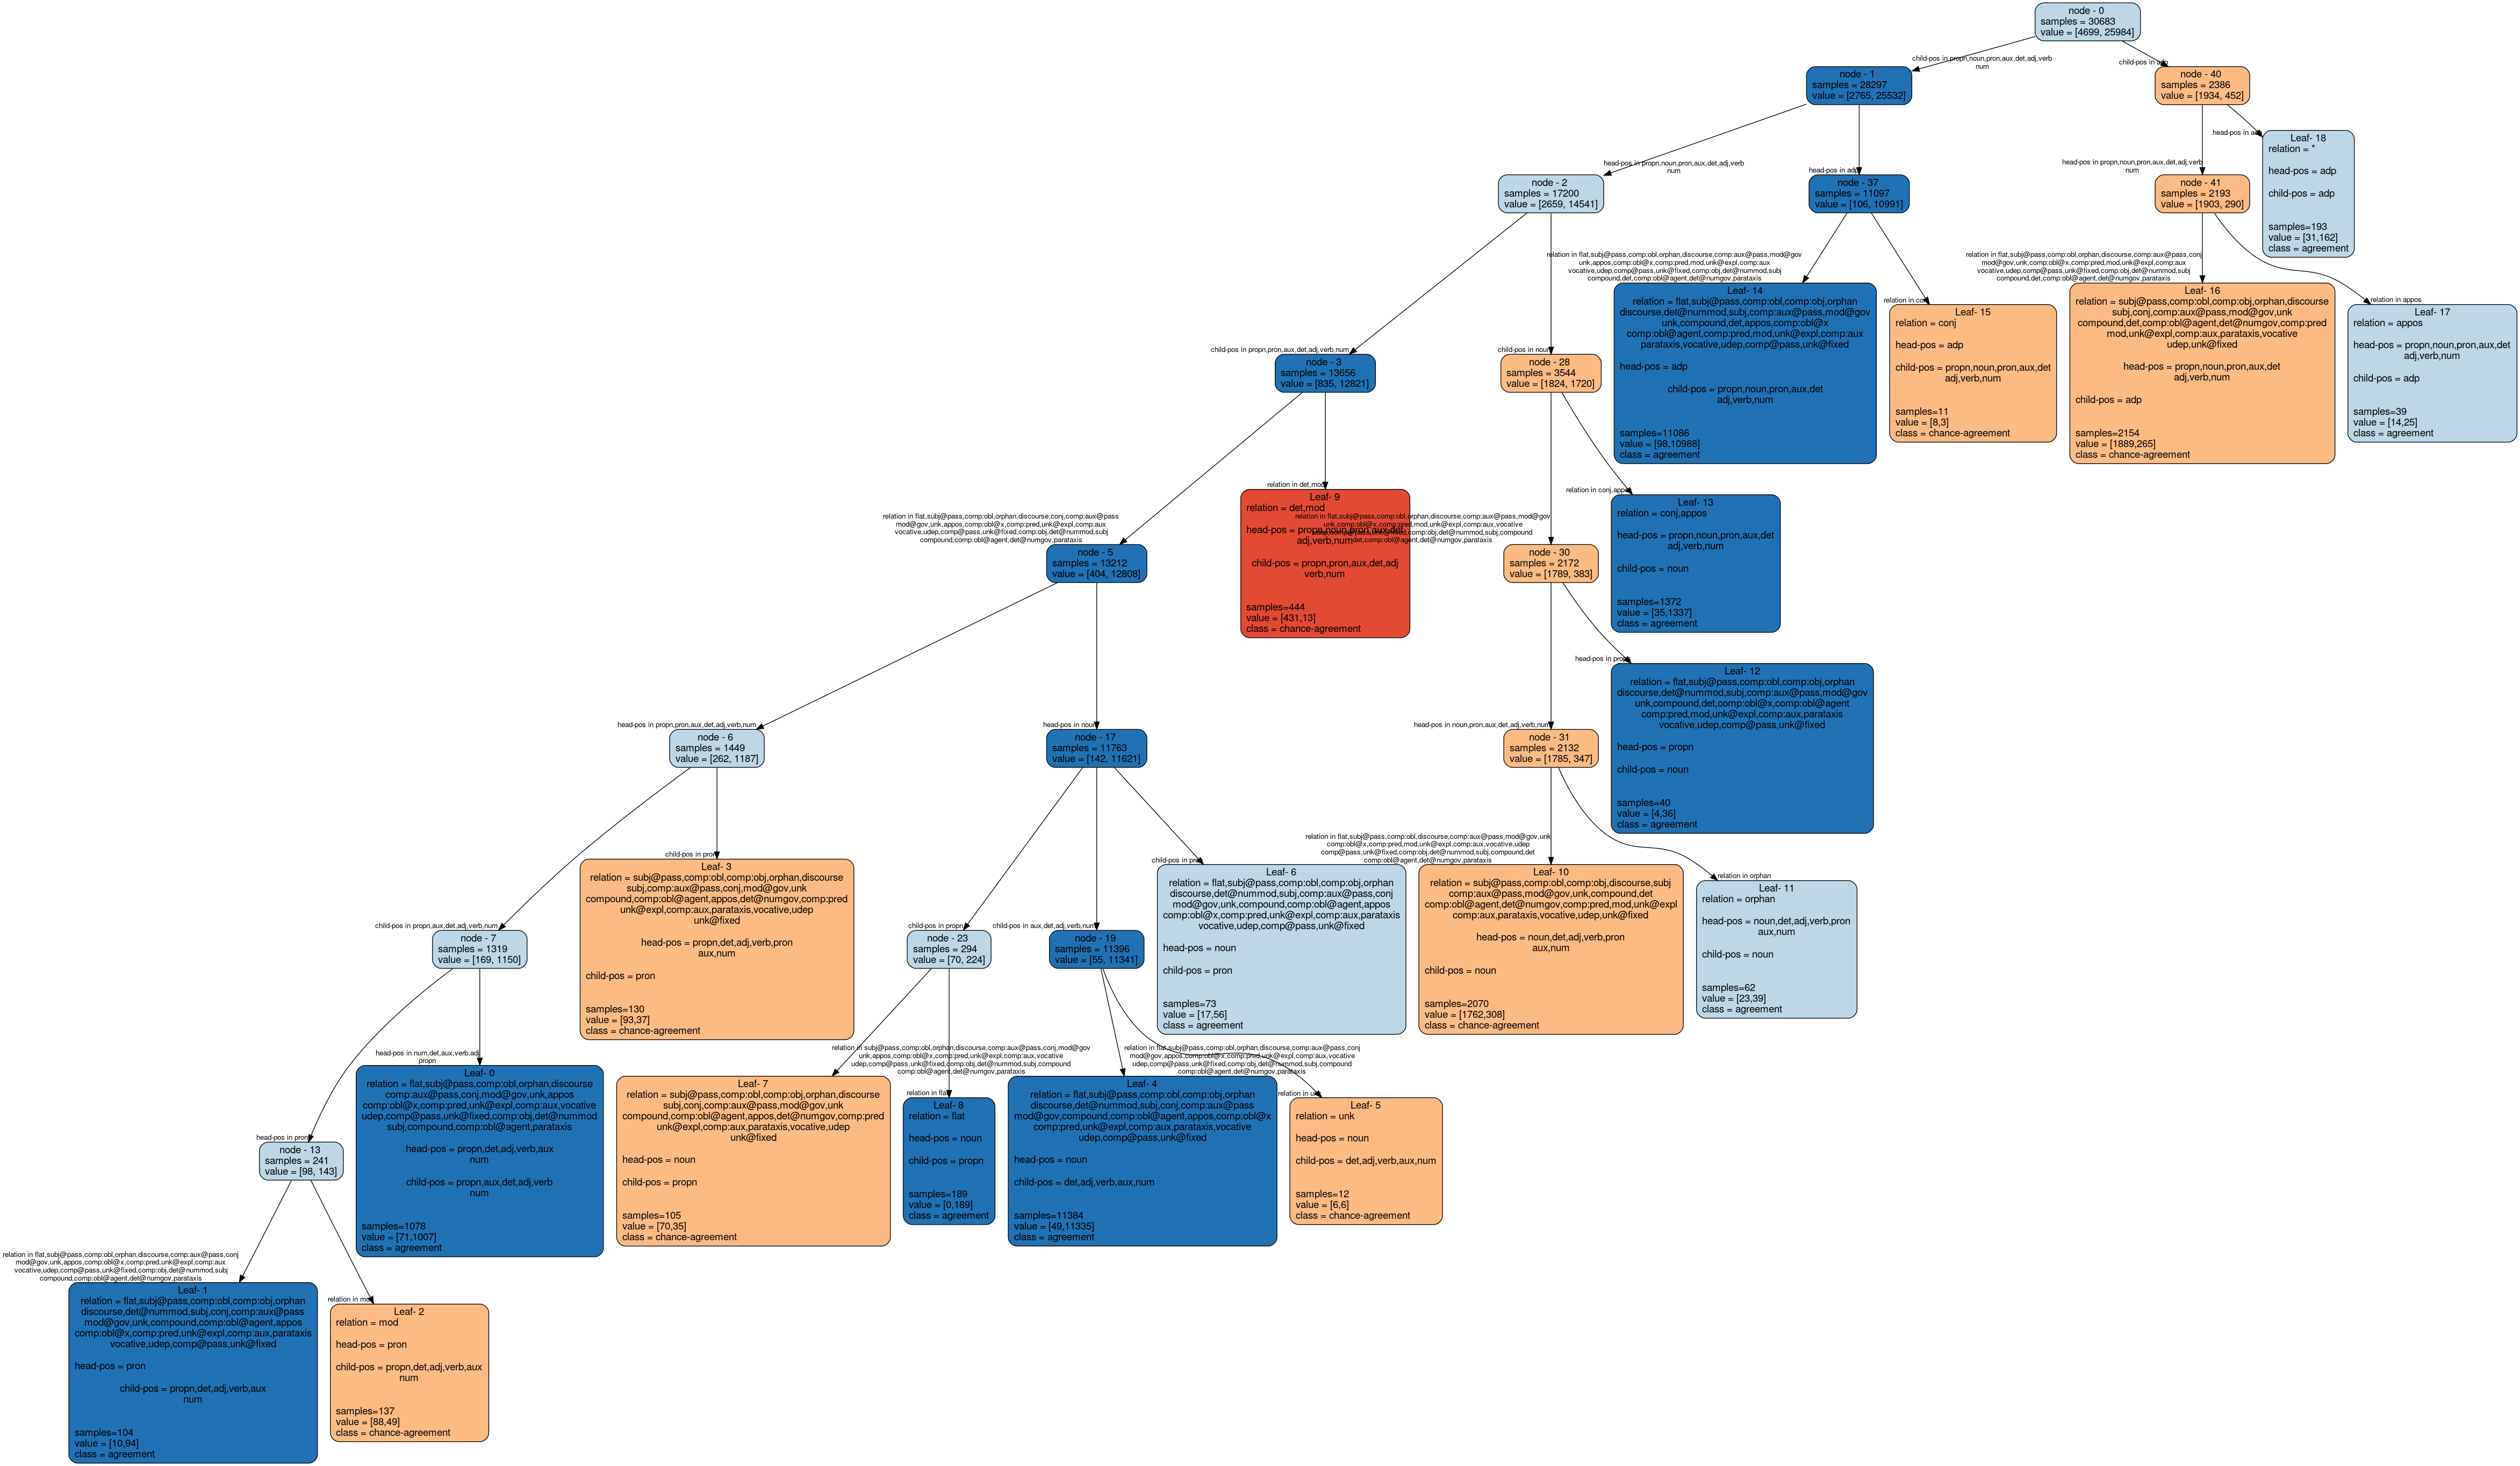 node - 0
samples = 30683
value = [4699, 25984]
child-pos in propn,noun,pron,aux,det,adj,verb
num
child-pos in adp
node - 1
samples = 28297
value = [2765, 25532]
node - 40
samples = 2386
value = [1934, 452]
head-pos in propn,noun,pron,aux,det,adj,verb
num
head-pos in adp
head-pos in propn,noun,pron,aux,det,adj,verb
num
head-pos in adp
Leaf- 18
relation = *
head-pos = adp
child-pos = adp
samples=193
value = [31,162]
class = agreement
node - 2
samples = 17200
value = [2659, 14541]
node - 37
samples = 11097
value = [106, 10991]
node - 41
samples = 2193
value = [1903, 290]
child-pos in propn,pron,aux,det,adj,verb,num
child-pos in noun
relation in flat,subj@pass,comp:obl,orphan,discourse,comp:aux@pass,mod@gov
unk,appos,comp:obl@x,comp:pred,mod,unk@expl,comp:aux
vocative,udep,comp@pass,unk@fixed,comp:obj,det@nummod,subj
compound,det,comp:obl@agent,det@numgov,parataxis
relation in conj
relation in flat,subj@pass,comp:obl,orphan,discourse,comp:aux@pass,conj
mod@gov,unk,comp:obl@x,comp:pred,mod,unk@expl,comp:aux
vocative,udep,comp@pass,unk@fixed,comp:obj,det@nummod,subj
compound,det,comp:obl@agent,det@numgov,parataxis
relation in appos
node - 3
samples = 13656
value = [835, 12821]
node - 28
samples = 3544
value = [1824, 1720]
Leaf- 14
relation = flat,subj@pass,comp:obl,comp:obj,orphan
discourse,det@nummod,subj,comp:aux@pass,mod@gov
unk,compound,det,appos,comp:obl@x
comp:obl@agent,comp:pred,mod,unk@expl,comp:aux
parataxis,vocative,udep,comp@pass,unk@fixed
head-pos = adp
child-pos = propn,noun,pron,aux,det
adj,verb,num
samples=11086
value = [98,10988]
class = agreement
Leaf- 15
relation = conj
head-pos = adp
child-pos = propn,noun,pron,aux,det
adj,verb,num
samples=11
value = [8,3]
class = chance-agreement
Leaf- 16
relation = subj@pass,comp:obl,comp:obj,orphan,discourse
subj,conj,comp:aux@pass,mod@gov,unk
compound,det,comp:obl@agent,det@numgov,comp:pred
mod,unk@expl,comp:aux,parataxis,vocative
udep,unk@fixed
head-pos = propn,noun,pron,aux,det
adj,verb,num
child-pos = adp
samples=2154
value = [1889,265]
class = chance-agreement
Leaf- 17
relation = appos
head-pos = propn,noun,pron,aux,det
adj,verb,num
child-pos = adp
samples=39
value = [14,25]
class = agreement
relation in flat,subj@pass,comp:obl,orphan,discourse,conj,comp:aux@pass
mod@gov,unk,appos,comp:obl@x,comp:pred,unk@expl,comp:aux
vocative,udep,comp@pass,unk@fixed,comp:obj,det@nummod,subj
compound,comp:obl@agent,det@numgov,parataxis
relation in det,mod
relation in flat,subj@pass,comp:obl,orphan,discourse,comp:aux@pass,mod@gov
unk,comp:obl@x,comp:pred,mod,unk@expl,comp:aux,vocative
udep,comp@pass,unk@fixed,comp:obj,det@nummod,subj,compound
det,comp:obl@agent,det@numgov,parataxis
relation in conj,appos
node - 5
samples = 13212
value = [404, 12808]
Leaf- 9
relation = det,mod
head-pos = propn,noun,pron,aux,det
adj,verb,num
child-pos = propn,pron,aux,det,adj
verb,num
samples=444
value = [431,13]
class = chance-agreement
node - 30
samples = 2172
value = [1789, 383]
Leaf- 13
relation = conj,appos
head-pos = propn,noun,pron,aux,det
adj,verb,num
child-pos = noun
samples=1372
value = [35,1337]
class = agreement
head-pos in propn,pron,aux,det,adj,verb,num
head-pos in noun
head-pos in noun,pron,aux,det,adj,verb,num
head-pos in propn
node - 6
samples = 1449
value = [262, 1187]
node - 17
samples = 11763
value = [142, 11621]
node - 31
samples = 2132
value = [1785, 347]
Leaf- 12
relation = flat,subj@pass,comp:obl,comp:obj,orphan
discourse,det@nummod,subj,comp:aux@pass,mod@gov
unk,compound,det,comp:obl@x,comp:obl@agent
comp:pred,mod,unk@expl,comp:aux,parataxis
vocative,udep,comp@pass,unk@fixed
head-pos = propn
child-pos = noun
samples=40
value = [4,36]
class = agreement
child-pos in propn,aux,det,adj,verb,num
child-pos in pron
child-pos in propn
child-pos in aux,det,adj,verb,num
child-pos in pron
relation in flat,subj@pass,comp:obl,discourse,comp:aux@pass,mod@gov,unk
comp:obl@x,comp:pred,mod,unk@expl,comp:aux,vocative,udep
comp@pass,unk@fixed,comp:obj,det@nummod,subj,compound,det
comp:obl@agent,det@numgov,parataxis
relation in orphan
node - 7
samples = 1319
value = [169, 1150]
Leaf- 3
relation = subj@pass,comp:obl,comp:obj,orphan,discourse
subj,comp:aux@pass,conj,mod@gov,unk
compound,comp:obl@agent,appos,det@numgov,comp:pred
unk@expl,comp:aux,parataxis,vocative,udep
unk@fixed
head-pos = propn,det,adj,verb,pron
aux,num
child-pos = pron
samples=130
value = [93,37]
class = chance-agreement
node - 23
samples = 294
value = [70, 224]
node - 19
samples = 11396
value = [55, 11341]
Leaf- 6
relation = flat,subj@pass,comp:obl,comp:obj,orphan
discourse,det@nummod,subj,comp:aux@pass,conj
mod@gov,unk,compound,comp:obl@agent,appos
comp:obl@x,comp:pred,unk@expl,comp:aux,parataxis
vocative,udep,comp@pass,unk@fixed
head-pos = noun
child-pos = pron
samples=73
value = [17,56]
class = agreement
Leaf- 10
relation = subj@pass,comp:obl,comp:obj,discourse,subj
comp:aux@pass,mod@gov,unk,compound,det
comp:obl@agent,det@numgov,comp:pred,mod,unk@expl
comp:aux,parataxis,vocative,udep,unk@fixed
head-pos = noun,det,adj,verb,pron
aux,num
child-pos = noun
samples=2070
value = [1762,308]
class = chance-agreement
Leaf- 11
relation = orphan
head-pos = noun,det,adj,verb,pron
aux,num
child-pos = noun
samples=62
value = [23,39]
class = agreement
head-pos in pron
head-pos in num,det,aux,verb,adj
propn
relation in subj@pass,comp:obl,orphan,discourse,comp:aux@pass,conj,mod@gov
unk,appos,comp:obl@x,comp:pred,unk@expl,comp:aux,vocative
udep,comp@pass,unk@fixed,comp:obj,det@nummod,subj,compound
comp:obl@agent,det@numgov,parataxis
relation in flat
relation in flat,subj@pass,comp:obl,orphan,discourse,comp:aux@pass,conj
mod@gov,appos,comp:obl@x,comp:pred,unk@expl,comp:aux,vocative
udep,comp@pass,unk@fixed,comp:obj,det@nummod,subj,compound
comp:obl@agent,det@numgov,parataxis
relation in unk
node - 13
samples = 241
value = [98, 143]
Leaf- 0
relation = flat,subj@pass,comp:obl,orphan,discourse
comp:aux@pass,conj,mod@gov,unk,appos
comp:obl@x,comp:pred,unk@expl,comp:aux,vocative
udep,comp@pass,unk@fixed,comp:obj,det@nummod
subj,compound,comp:obl@agent,parataxis
head-pos = propn,det,adj,verb,aux
num
child-pos = propn,aux,det,adj,verb
num
samples=1078
value = [71,1007]
class = agreement
Leaf- 7
relation = subj@pass,comp:obl,comp:obj,orphan,discourse
subj,conj,comp:aux@pass,mod@gov,unk
compound,comp:obl@agent,appos,det@numgov,comp:pred
unk@expl,comp:aux,parataxis,vocative,udep
unk@fixed
head-pos = noun
child-pos = propn
samples=105
value = [70,35]
class = chance-agreement
Leaf- 8
relation = flat
head-pos = noun
child-pos = propn
samples=189
value = [0,189]
class = agreement
Leaf- 4
relation = flat,subj@pass,comp:obl,comp:obj,orphan
discourse,det@nummod,subj,conj,comp:aux@pass
mod@gov,compound,comp:obl@agent,appos,comp:obl@x
comp:pred,unk@expl,comp:aux,parataxis,vocative
udep,comp@pass,unk@fixed
head-pos = noun
child-pos = det,adj,verb,aux,num
samples=11384
value = [49,11335]
class = agreement
Leaf- 5
relation = unk
head-pos = noun
child-pos = det,adj,verb,aux,num
samples=12
value = [6,6]
class = chance-agreement
relation in flat,subj@pass,comp:obl,orphan,discourse,comp:aux@pass,conj
mod@gov,unk,appos,comp:obl@x,comp:pred,unk@expl,comp:aux
vocative,udep,comp@pass,unk@fixed,comp:obj,det@nummod,subj
compound,comp:obl@agent,det@numgov,parataxis
relation in mod
Leaf- 1
relation = flat,subj@pass,comp:obl,comp:obj,orphan
discourse,det@nummod,subj,conj,comp:aux@pass
mod@gov,unk,compound,comp:obl@agent,appos
comp:obl@x,comp:pred,unk@expl,comp:aux,parataxis
vocative,udep,comp@pass,unk@fixed
head-pos = pron
child-pos = propn,det,adj,verb,aux
num
samples=104
value = [10,94]
class = agreement
Leaf- 2
relation = mod
head-pos = pron
child-pos = propn,det,adj,verb,aux
num
samples=137
value = [88,49]
class = chance-agreement